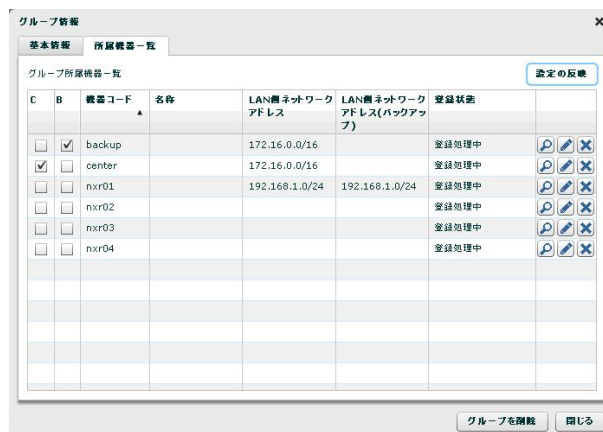 グループ情報
基本情報 所属機器一覧
グループ所属機器一覧 設定の反映
C B 機器コード 名称 LAN側ネットワークアドレス LAN側ネットワークアドレス(バックアップ) 登録状態
backup 172.16.0.0/16 登録処理中
center 172.16.0.0/16 登録処理中
nxr01 192.168.1.0/24 192.168.1.0/24 登録処理中
nxr02 登録処理中
nxr03 登録処理中
nxr04 登録処理中
グループを削除 閉じる